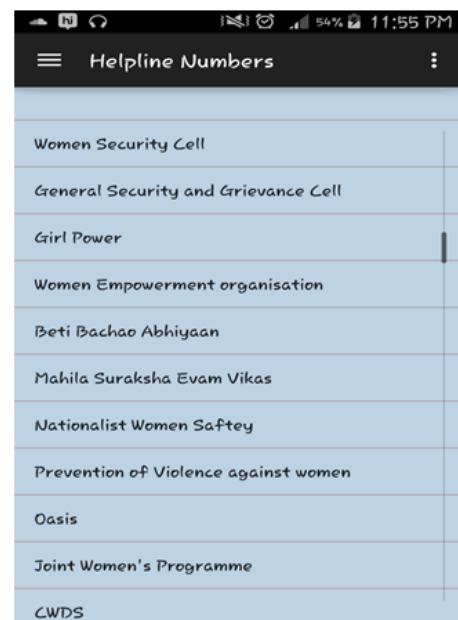 hi 54% 11:55 PM
Helpline Numbers
Women Security Cell
General Security and Grievance Cell
Girl Power
Women Empowerment organisation
Beti Bachao Abhiyaan
Mahila Suraksha Evam Vikas
Nationalist Women Saftey
Prevention of Violence against women
Oasis
Joint Women's Programme
CWDS